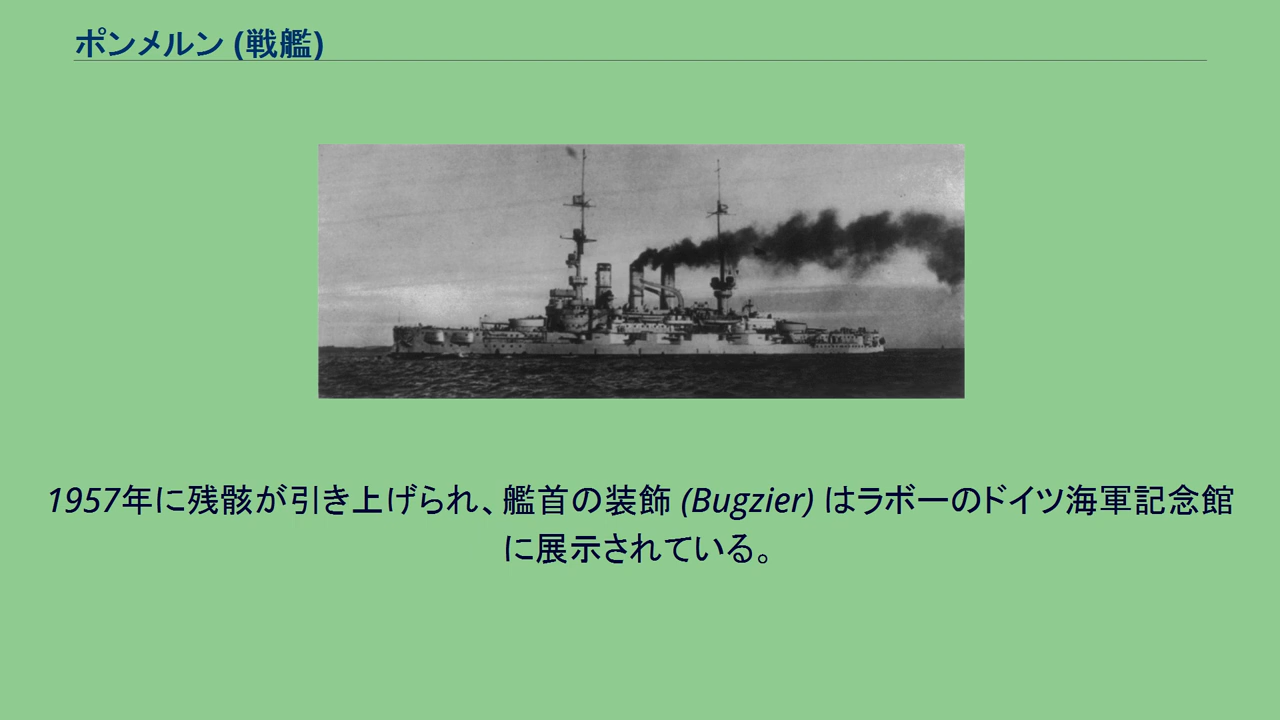 ポンメルン (戦艦)
1957年に残骸が引き上げられ、艦首の装飾 (Bugzier) はラボーのドイツ海軍記念館
に展示されている。